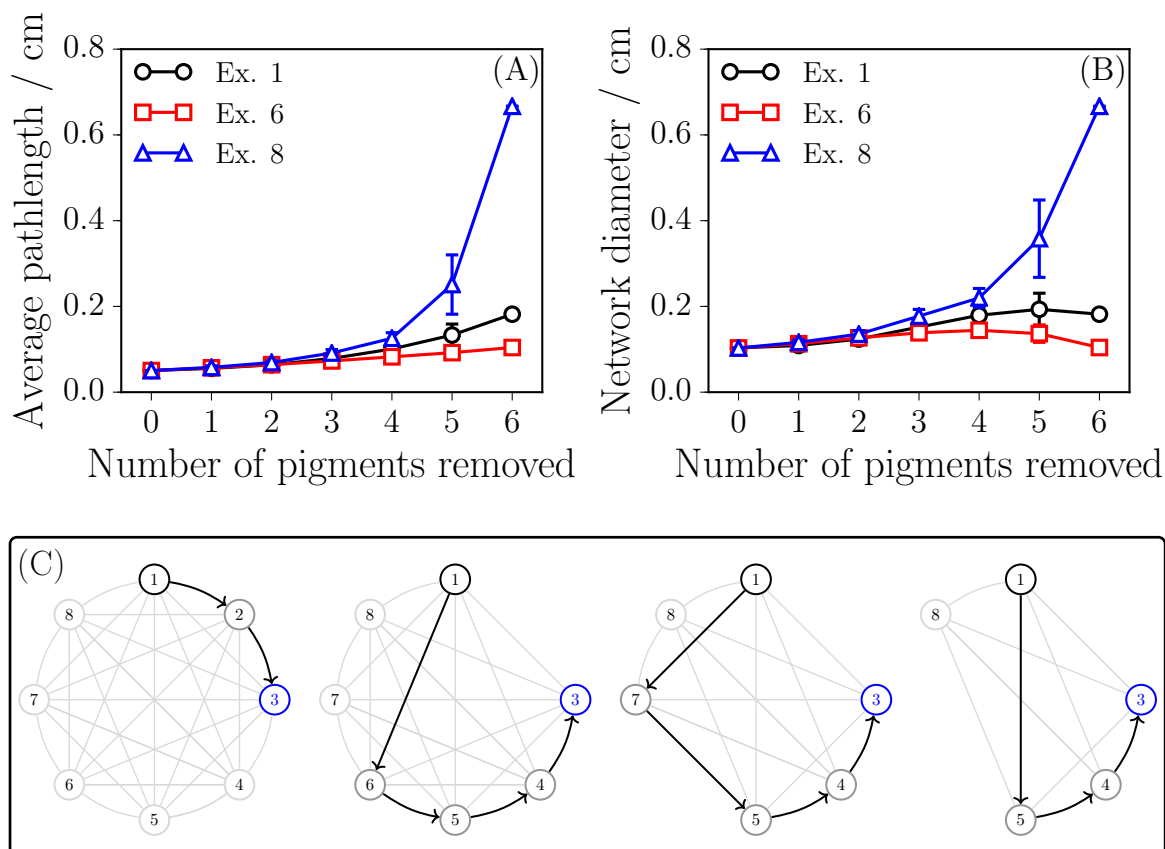 Average pathlength / cm
0.8
0.6
0.4
0.2
0.0
(A)
Ex. 1
Ex. 6
Ex. 8
0 1 2 3 4 5 6
Number of pigments removed
Network diameter / cm
0.8
0.6
0.4
0.2
0.0
(B)
Ex. 1
Ex. 6
Ex. 8
0 1 2 3 4 5 6
Number of pigments removed
(C)
1
8 2
7 3
6 4
5
1
8
7 3
6 4
5
1
8
7 3
4
5
1
8
3
4
5